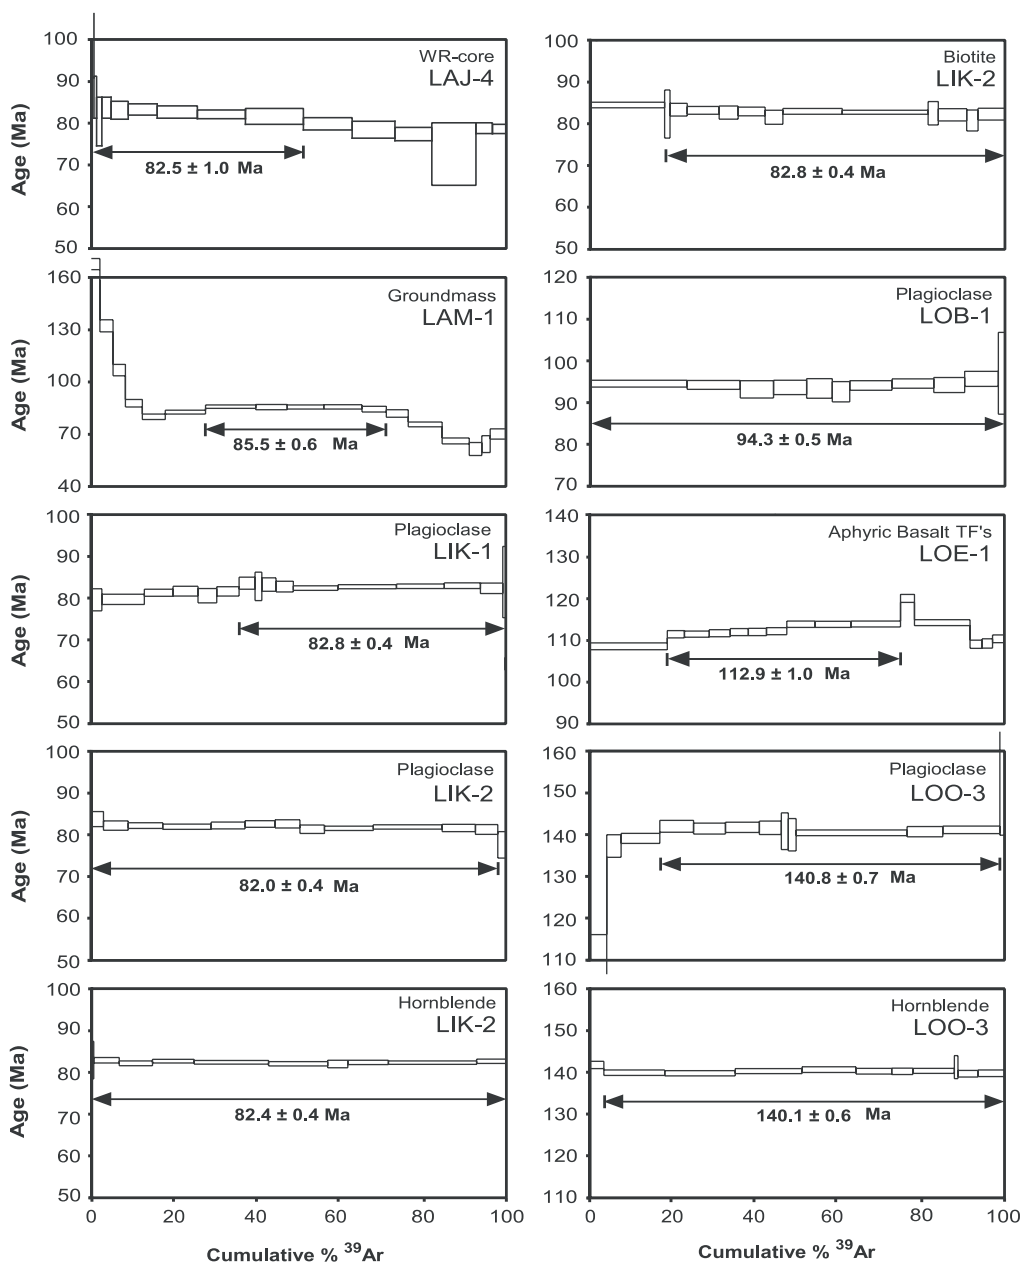 WR-core
LAJ-4
100
90
80
70
60
50
Age (Ma)
82.5 ± 1.0 Ma
Biotite
LIK-2
100
90
80
70
60
50
82.8 ± 0.4 Ma
Groundmass
LAM-1
160
130
100
70
40
Age (Ma)
85.5 ± 0.6 Ma
Plagioclase
LOB-1
120
110
100
90
80
70
94.3 ± 0.5 Ma
Plagioclase
LIK-1
100
90
80
70
60
50
Age (Ma)
82.8 ± 0.4 Ma
Aphyric Basalt TF's
LOE-1
140
130
120
110
100
90
112.9 ± 1.0 Ma
Plagioclase
LIK-2
100
90
80
70
60
50
Age (Ma)
82.0 ± 0.4 Ma
Plagioclase
LOO-3
160
150
140
130
120
110
140.8 ± 0.7 Ma
Hornblende
LIK-2
100
90
80
70
60
50
Age (Ma)
82.4 ± 0.4 Ma
0 20 40 60 80 100
Cumulative % ³⁹Ar
Hornblende
LOO-3
160
150
140
130
120
110
140.1 ± 0.6 Ma
0 20 40 60 80 100
Cumulative % ³⁹Ar